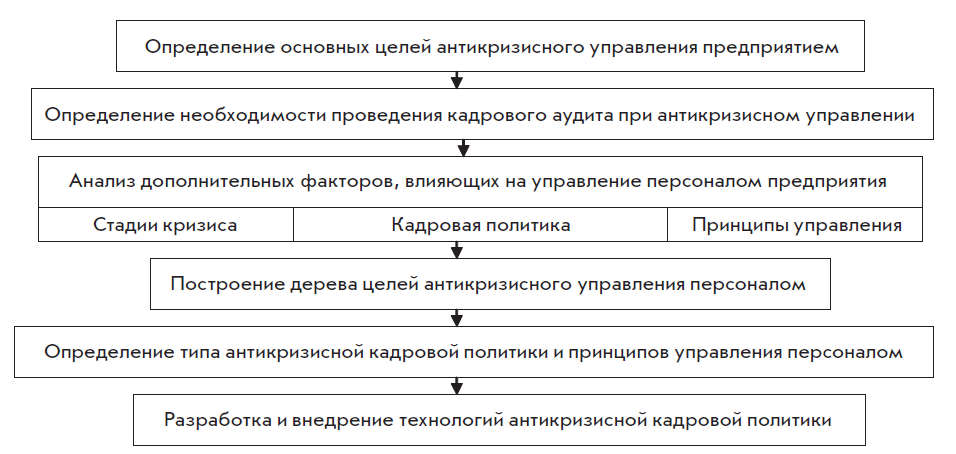 Определение основных целей антикризисного управления предприятием
Определение необходимости проведения кадрового аудита при антикризисном управлении
Анализ дополнительных факторов, влияющих на управление персоналом предприятия
Стадии кризиса
Кадровая политика
Принципы управления
Построение дерева целей антикризисного управления персоналом
Определение типа антикризисной кадровой политики и принципов управления персоналом
Разработка и внедрение технологий антикризисной кадровой политики